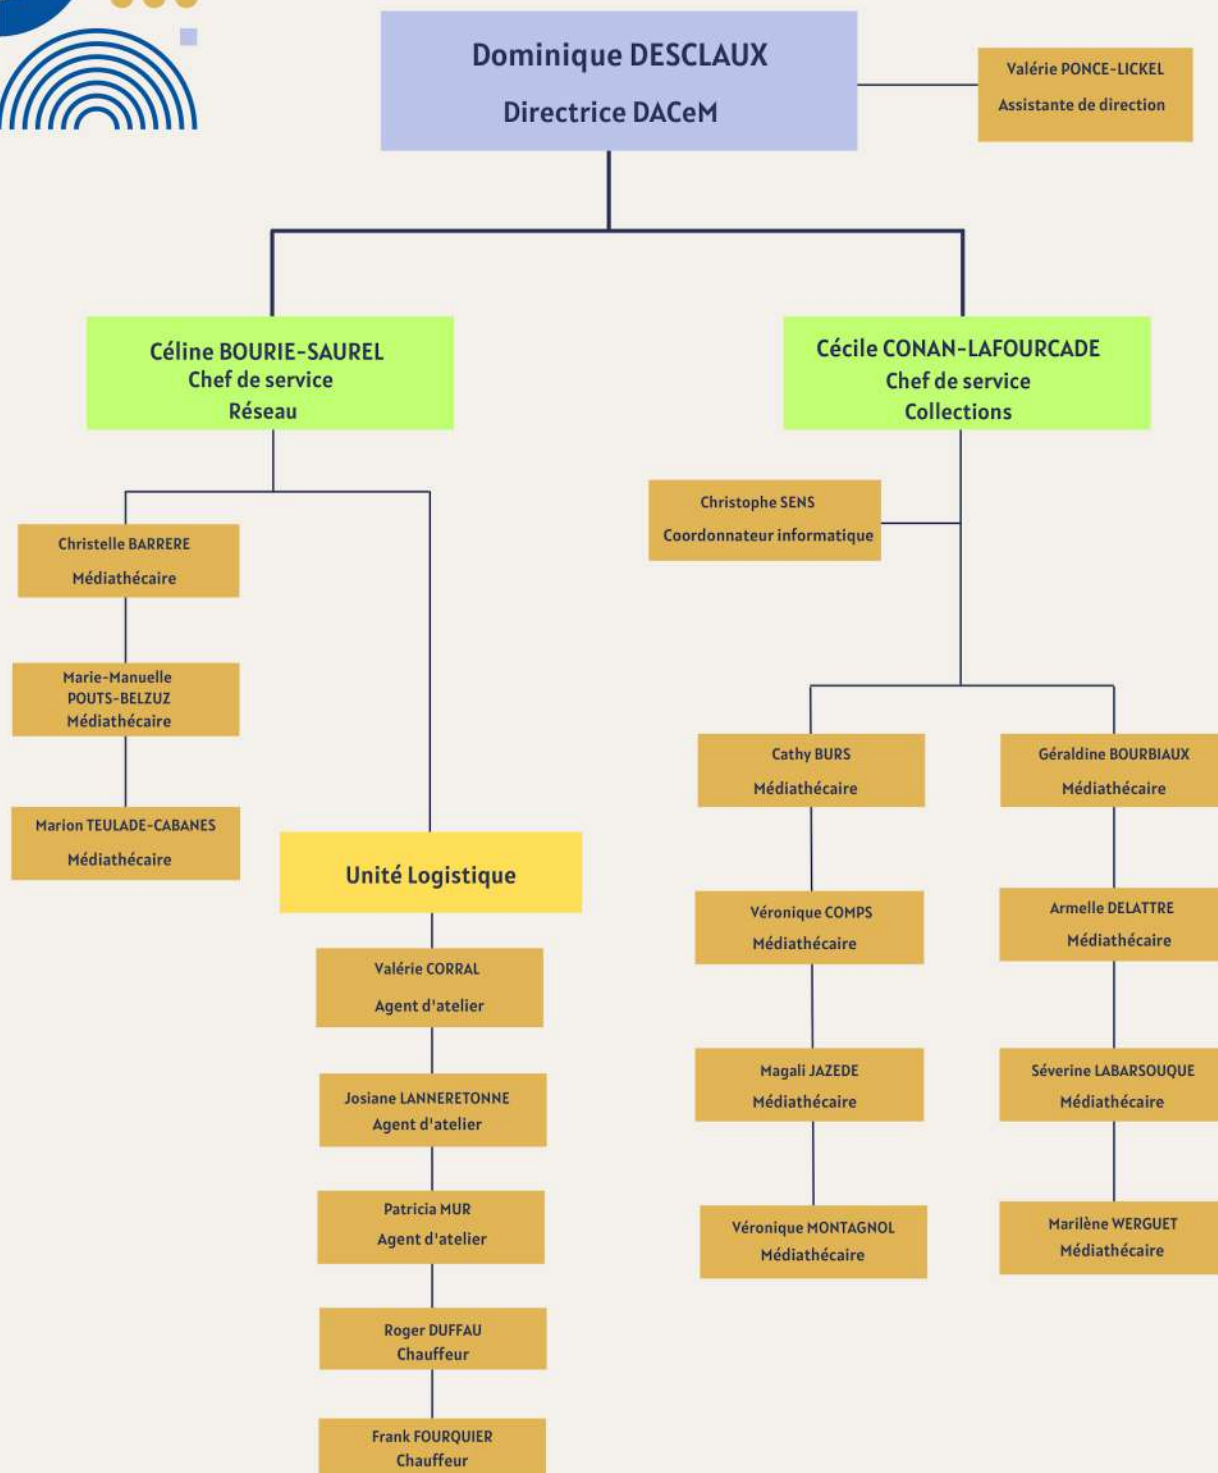 Dominique DESCLAUX
Directrice DACeM
Valérie PONCE-LICKEL
Assistante de direction
Céline BOURIE-SAUREL
Chef de service
Réseau
Cécile CONAN-LAFOURCADE
Chef de service
Collections
Christophe SENS
Coordonnateur informatique
Christelle BARRERE
Médiathécaire
Marie-Manuelle
POUTS-BELZUZ
Médiathécaire
Marion TEULADE-CABANES
Médiathécaire
Unité Logistique
Valérie CORRAL
Agent d'atelier
Josiane LANNERETONNE
Agent d'atelier
Patricia MUR
Agent d'atelier
Roger DUFFAU
Chauffeur
Frank FOURQUIER
Chauffeur
Cathy BURS
Médiathécaire
Véronique COMPS
Médiathécaire
Magali JAZEDE
Médiathécaire
Véronique MONTAGNOL
Médiathécaire
Géraldine BOURBIAUX
Médiathécaire
Armelle DELATTRE
Médiathécaire
Séverine LABARSOUQUE
Médiathécaire
Marilène WERGUET
Médiathécaire